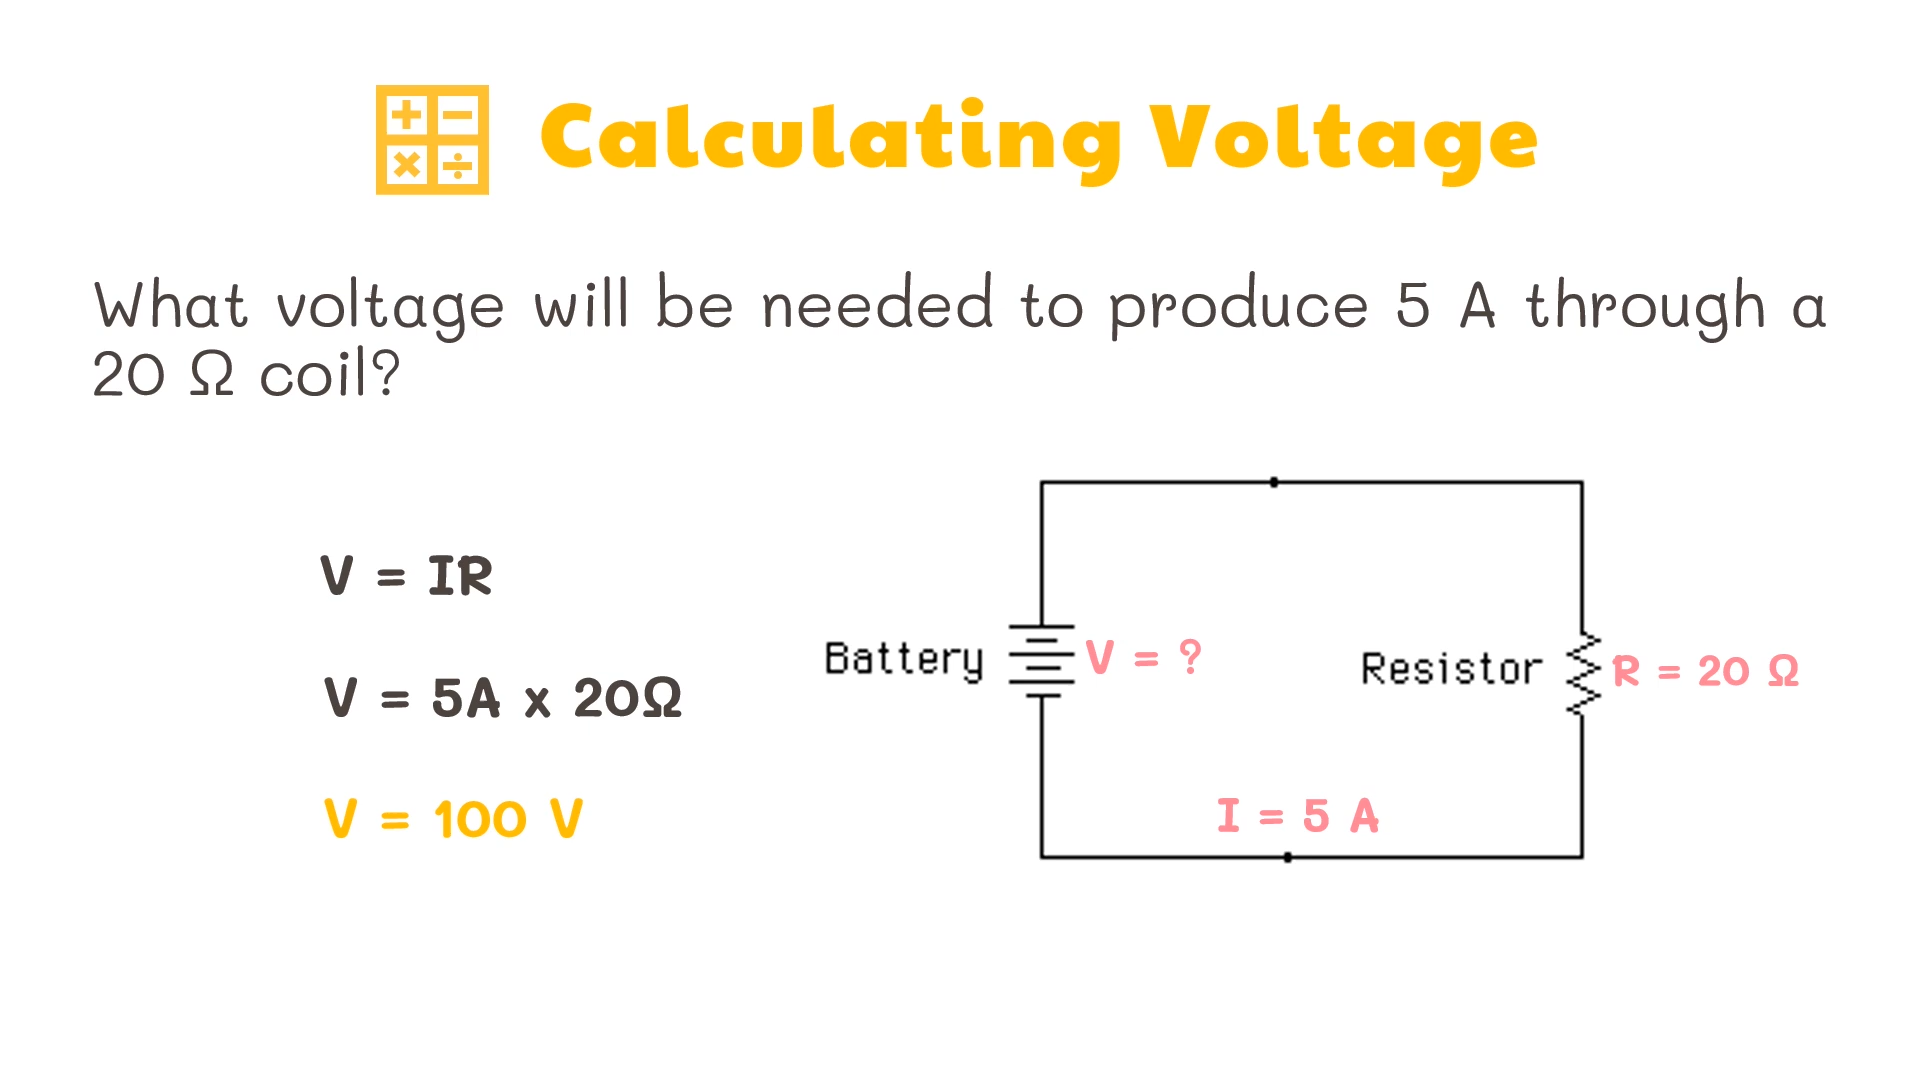 Calculating Voltage
What voltage will be needed to produce 5 A through a
20 Ω coil?
V = IR
V = 5A x 20Ω
V = 100 V
Battery
V = ?
Resistor
R = 20 Ω
I = 5 A